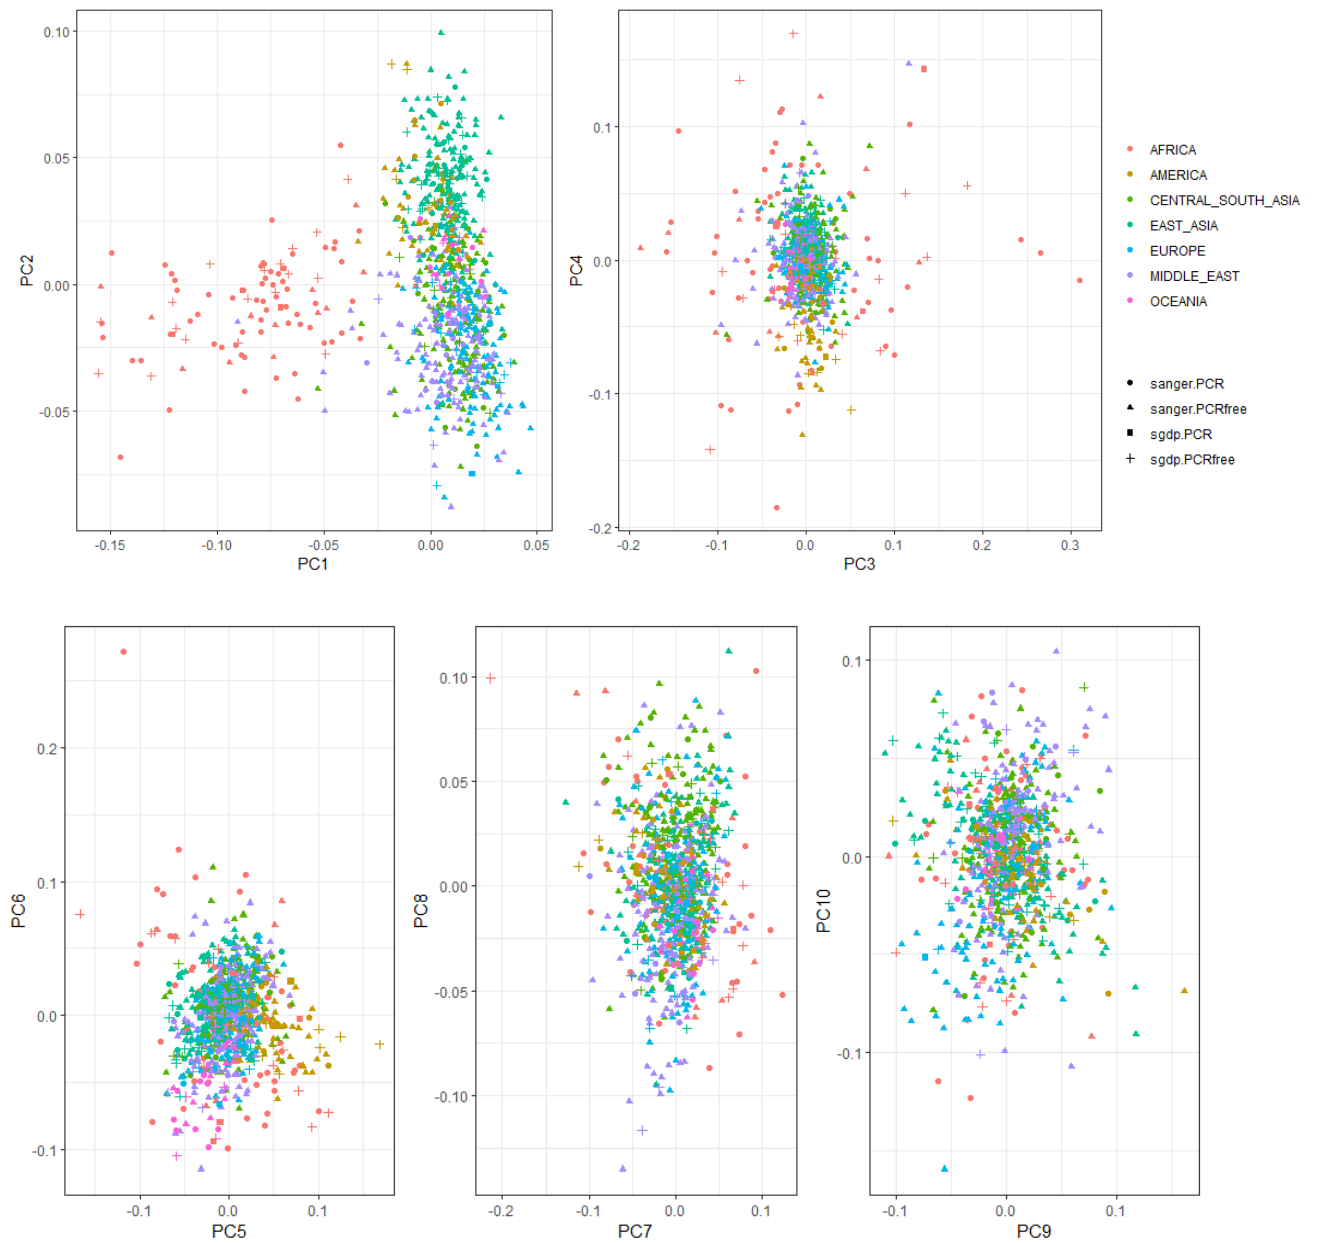 0.10
0.05
0.00
-0.05
PC2
-0.15
-0.10
-0.05
0.00
0.05
PC1
0.1
0.0
-0.1
-0.2
PC4
-0.2
-0.1
0.0
0.1
0.2
0.3
PC3
AFRICA
AMERICA
CENTRAL_SOUTH_ASIA
EAST_ASIA
EUROPE
MIDDLE_EAST
OCEANIA
sanger.PCR
sanger.PCRfree
sgdp.PCR
sgdp.PCRfree
0.2
0.1
0.0
-0.1
PC6
-0.1
0.0
0.1
PC5
0.10
0.05
0.00
-0.05
-0.10
PC8
-0.2
-0.1
0.0
0.1
PC7
0.1
0.0
-0.1
PC10
-0.1
0.0
0.1
PC9